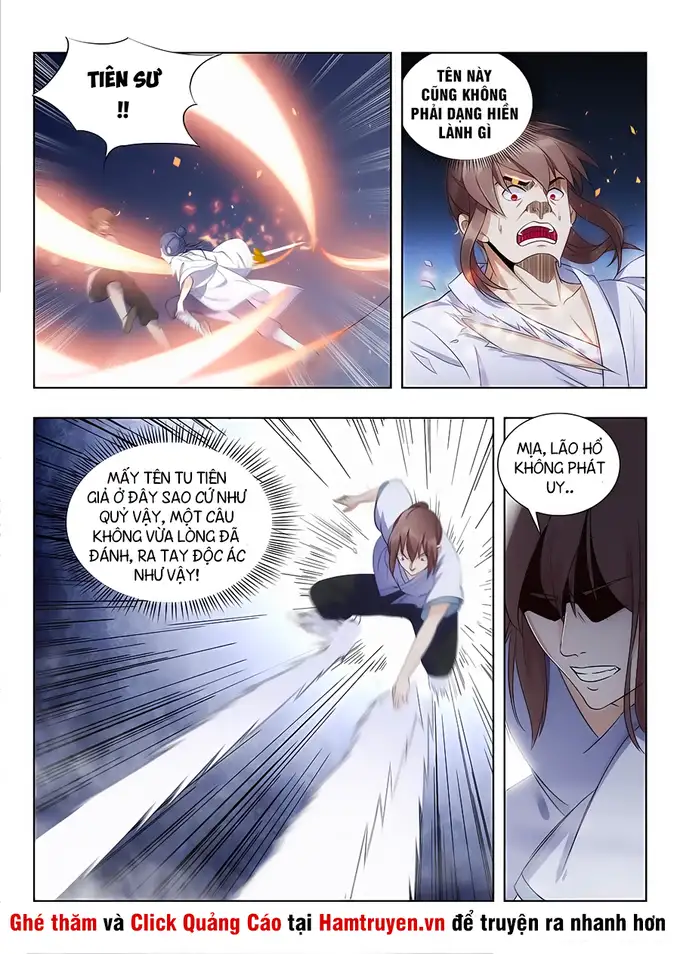 TIÊN SƯ
!!
TÊN NÀY
CŨNG KHÔNG
PHẢI DẠNG HIỀN
LÀNH GÌ
MẤY TÊN TU TIÊN
GIẢ Ở ĐÂY SAO CỨ NHƯ
QUỶ VẬY, MỘT CÂU
KHÔNG VỪA LÒNG ĐÃ
ĐÁNH, RA TAY ĐỘC ÁC
NHƯ VẬY!
MỊA, LÃO HỔ
KHÔNG PHÁT
UY..
Ghé thăm và Click Quảng Cáo tại Hamtruyen.vn để truyện ra nhanh hơn